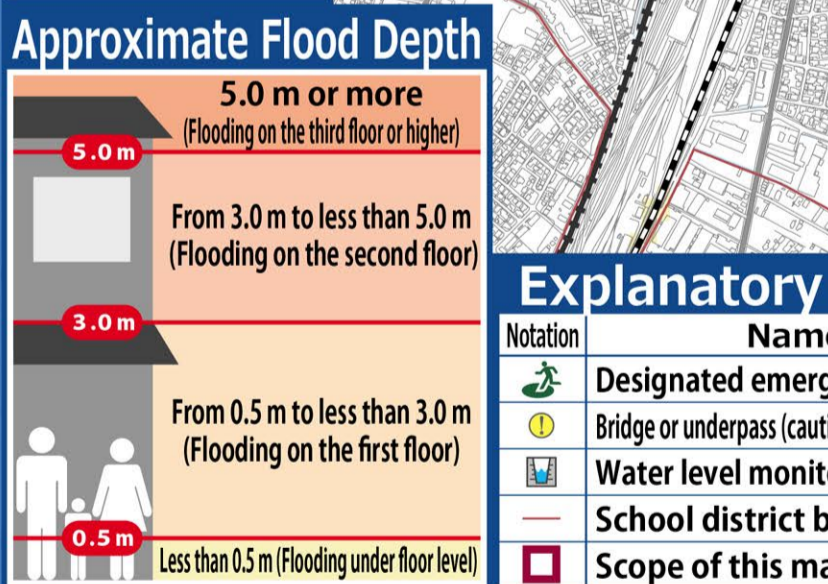 Approximate Flood Depth
5.0 m or more
(Flooding on the third floor or higher)
5.0 m
From 3.0 m to less than 5.0 m
(Flooding on the second floor)
3.0 m
From 0.5 m to less than 3.0 m
(Flooding on the first floor)
0.5 m
Less than 0.5 m (Flooding under floor level)
Explanatory
Notation
Name
Designated emerg
Bridge or underpass (cauti
Water level monito
School district b
Scope of this ma